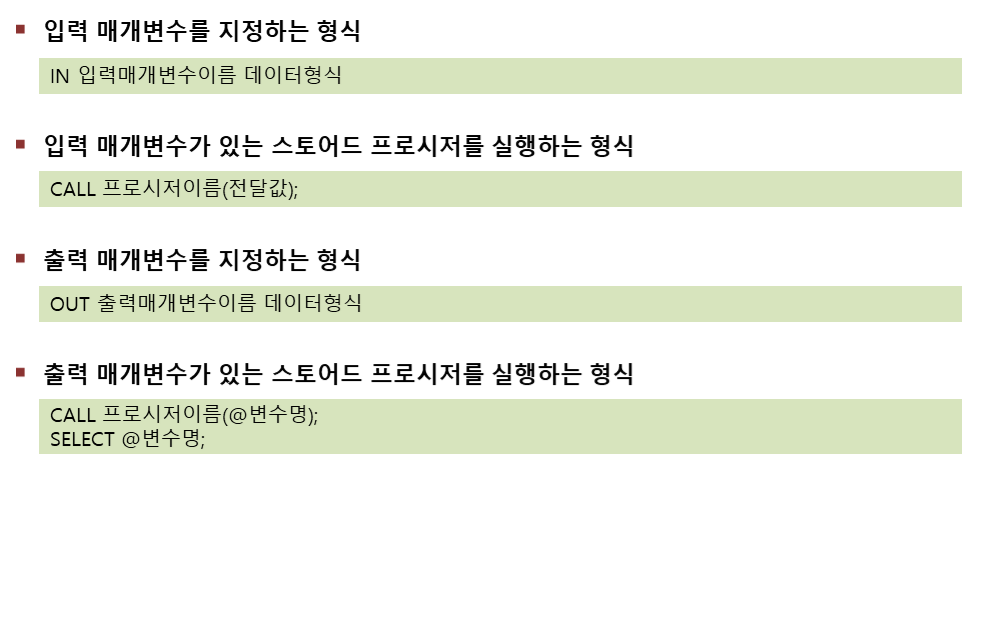 입력 매개변수를 지정하는 형식
IN 입력매개변수이름 데이터형식
입력 매개변수가 있는 스토어드 프로시저를 실행하는 형식
CALL 프로시저이름(전달값);
출력 매개변수를 지정하는 형식
OUT 출력매개변수이름 데이터형식
출력 매개변수가 있는 스토어드 프로시저를 실행하는 형식
CALL 프로시저이름(@변수명);
SELECT @변수명;